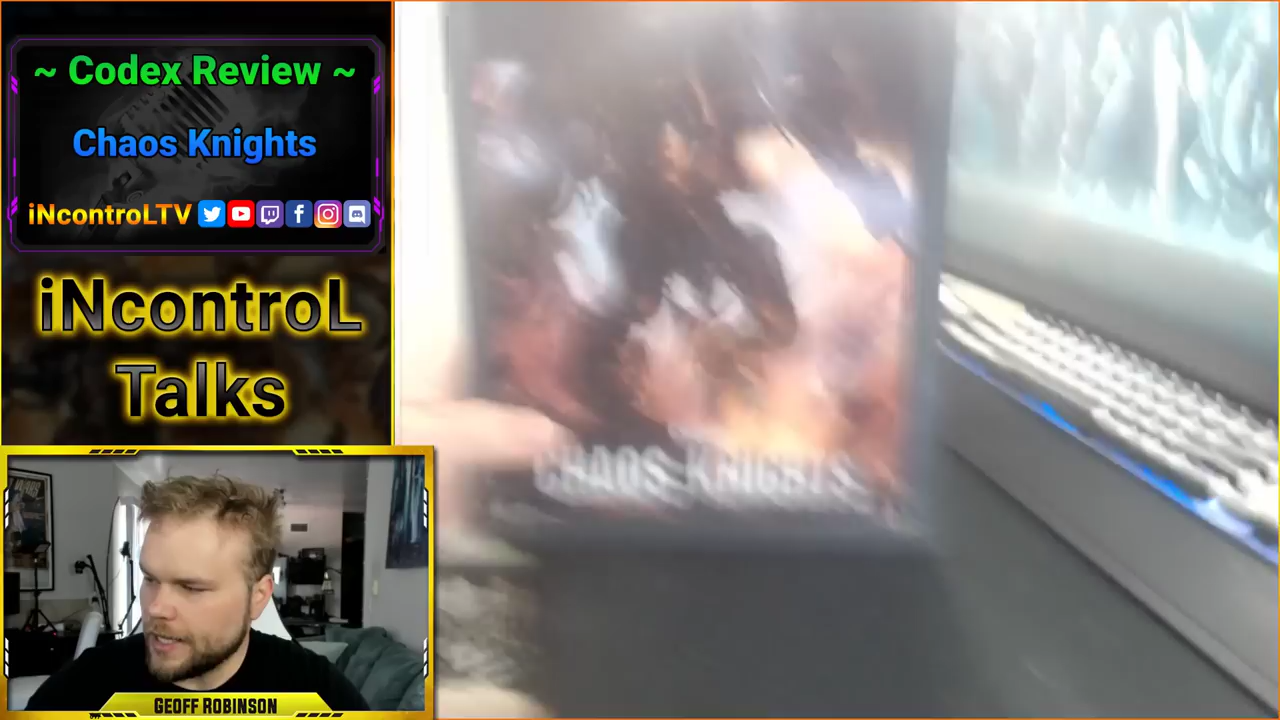 ~ Codex Review ~
Chaos Knights
iNcontroLTV
iNcontroL
Talks
CHAOS KNIGHTS
GEOFF ROBINSON